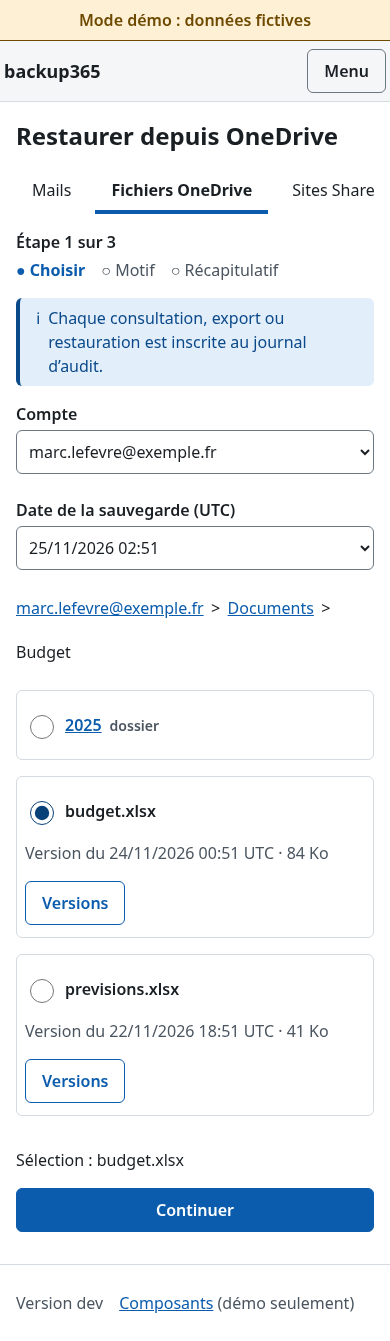 Mode démo : données fictives
backup365 Menu
Restaurer depuis OneDrive
Mails Fichiers OneDrive Sites Share
Étape 1 sur 3
● Choisir ○ Motif ○ Récapitulatif
i Chaque consultation, export ou
restauration est inscrite au journal
d’audit.
Compte
marc.lefevre@exemple.fr
Date de la sauvegarde (UTC)
25/11/2026 02:51
marc.lefevre@exemple.fr > Documents >
Budget
2025 dossier
budget.xlsx
Version du 24/11/2026 00:51 UTC · 84 Ko
Versions
previsions.xlsx
Version du 22/11/2026 18:51 UTC · 41 Ko
Versions
Sélection : budget.xlsx
Continuer
Version dev Composants (démo seulement)